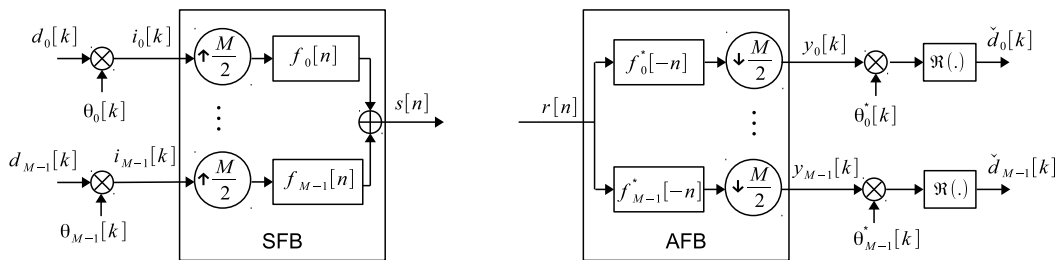 d_0[k]
i_0[k]
↑ M/2
f_0[n]
θ_0[k]
s[n]
d_{M-1}[k]
i_{M-1}[k]
↑ M/2
f_{M-1}[n]
θ_{M-1}[k]
SFB
r[n]
f_0^*[-n]
↓ M/2
y_0[k]
ℜ(.)
ď_0[k]
θ_0^*[k]
f_{M-1}^*[-n]
↓ M/2
y_{M-1}[k]
ℜ(.)
ď_{M-1}[k]
θ_{M-1}^*[k]
AFB